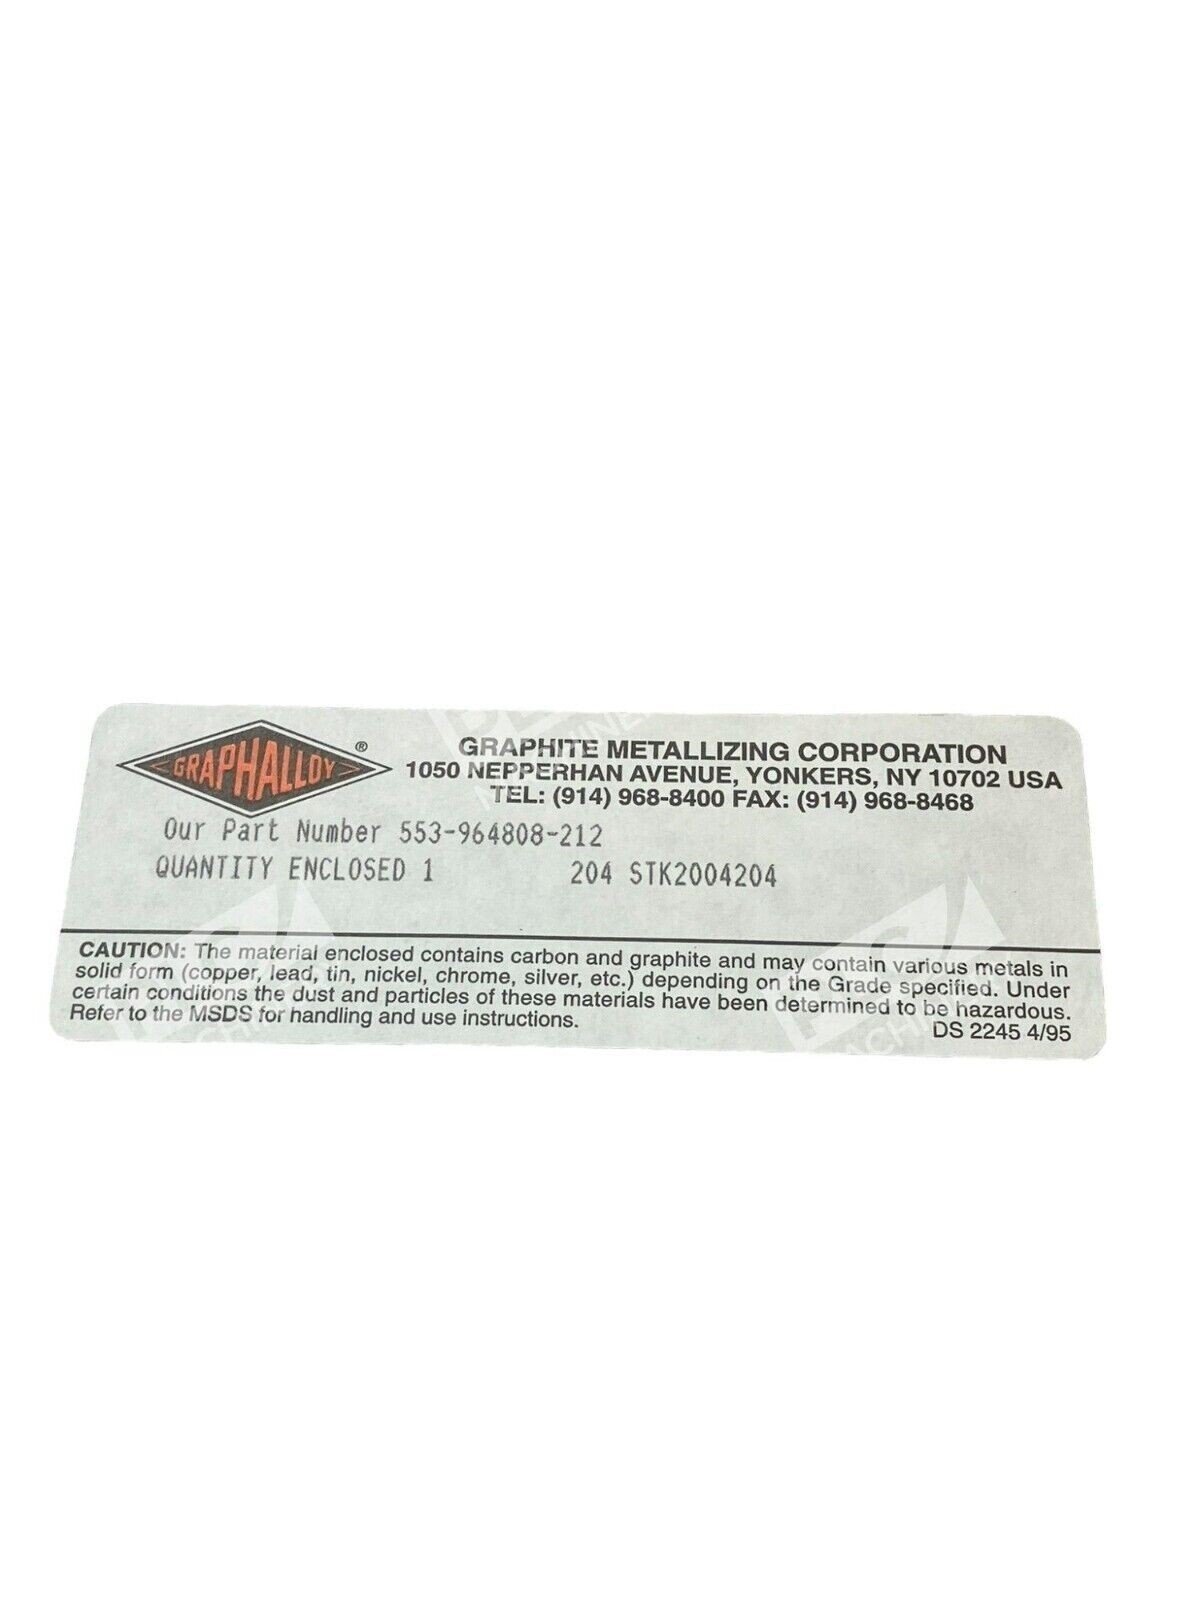 GRAPHALLOY ®
GRAPHITE METALLIZING CORPORATION
1050 NEPPERHAN AVENUE, YONKERS, NY 10702 USA
TEL: (914) 968-8400 FAX: (914) 968-8468
Our Part Number 553-964808-212
QUANTITY ENCLOSED 1 204 STK2004204
CAUTION: The material enclosed contains carbon and graphite and may contain various metals in
solid form (copper, lead, tin, nickel, chrome, silver, etc.) depending on the Grade specified. Under
certain conditions the dust and particles of these materials have been determined to be hazardous.
Refer to the MSDS for handling and use instructions.
DS 2245 4/95